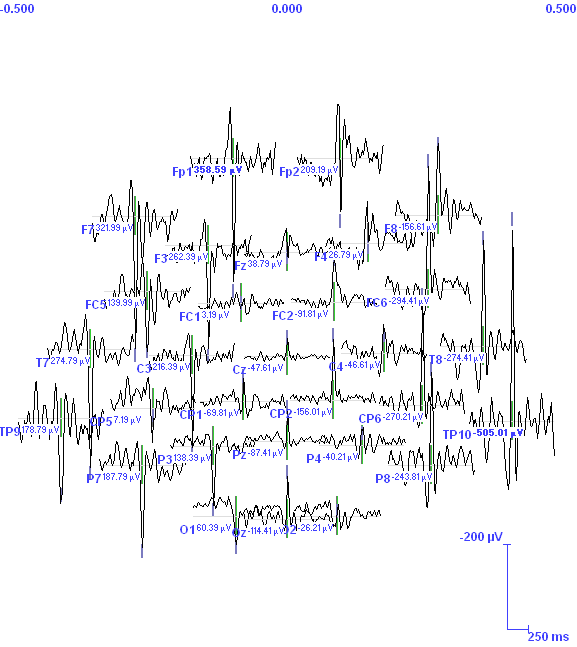 -0.500 0.000 0.500
Fp1 358.59 µV Fp2 209.19 µV
F7 321.99 µV F3 262.39 µV Fz 38.79 µV F4 26.79 µV F8 -156.61 µV
FC5 139.99 µV FC1 3.19 µV FC2 -91.81 µV FC6 -294.41 µV
T7 274.79 µV C3 216.39 µV Cz -47.61 µV C4 -46.61 µV T8 -274.41 µV
TP9 178.79 µV CP5 7.19 µV CP1 -69.81 µV CP2 -156.01 µV CP6 -270.21 µV TP10 -505.01 µV
P7 187.79 µV P3 138.39 µV Pz -87.41 µV P4 -40.21 µV P8 -243.81 µV
O1 60.39 µV Oz -114.41 µV O2 -26.21 µV
-200 µV
250 ms